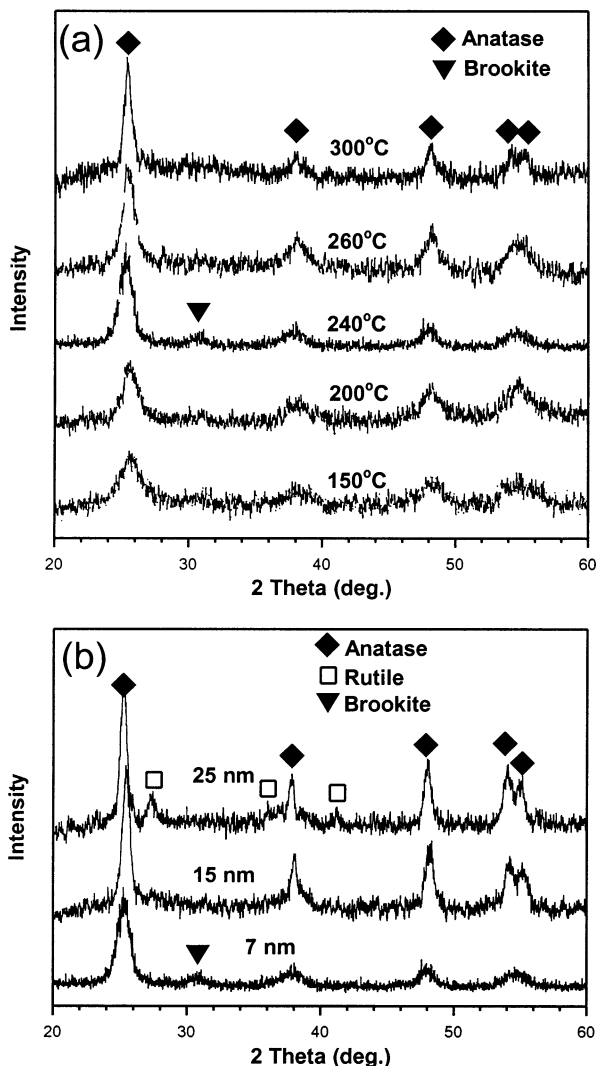 (a)
Anatase
Brookite
300°C
260°C
240°C
200°C
150°C
Intensity
20 30 40 50 60
2 Theta (deg.)
(b)
Anatase
Rutile
Brookite
25 nm
15 nm
7 nm
Intensity
20 30 40 50 60
2 Theta (deg.)